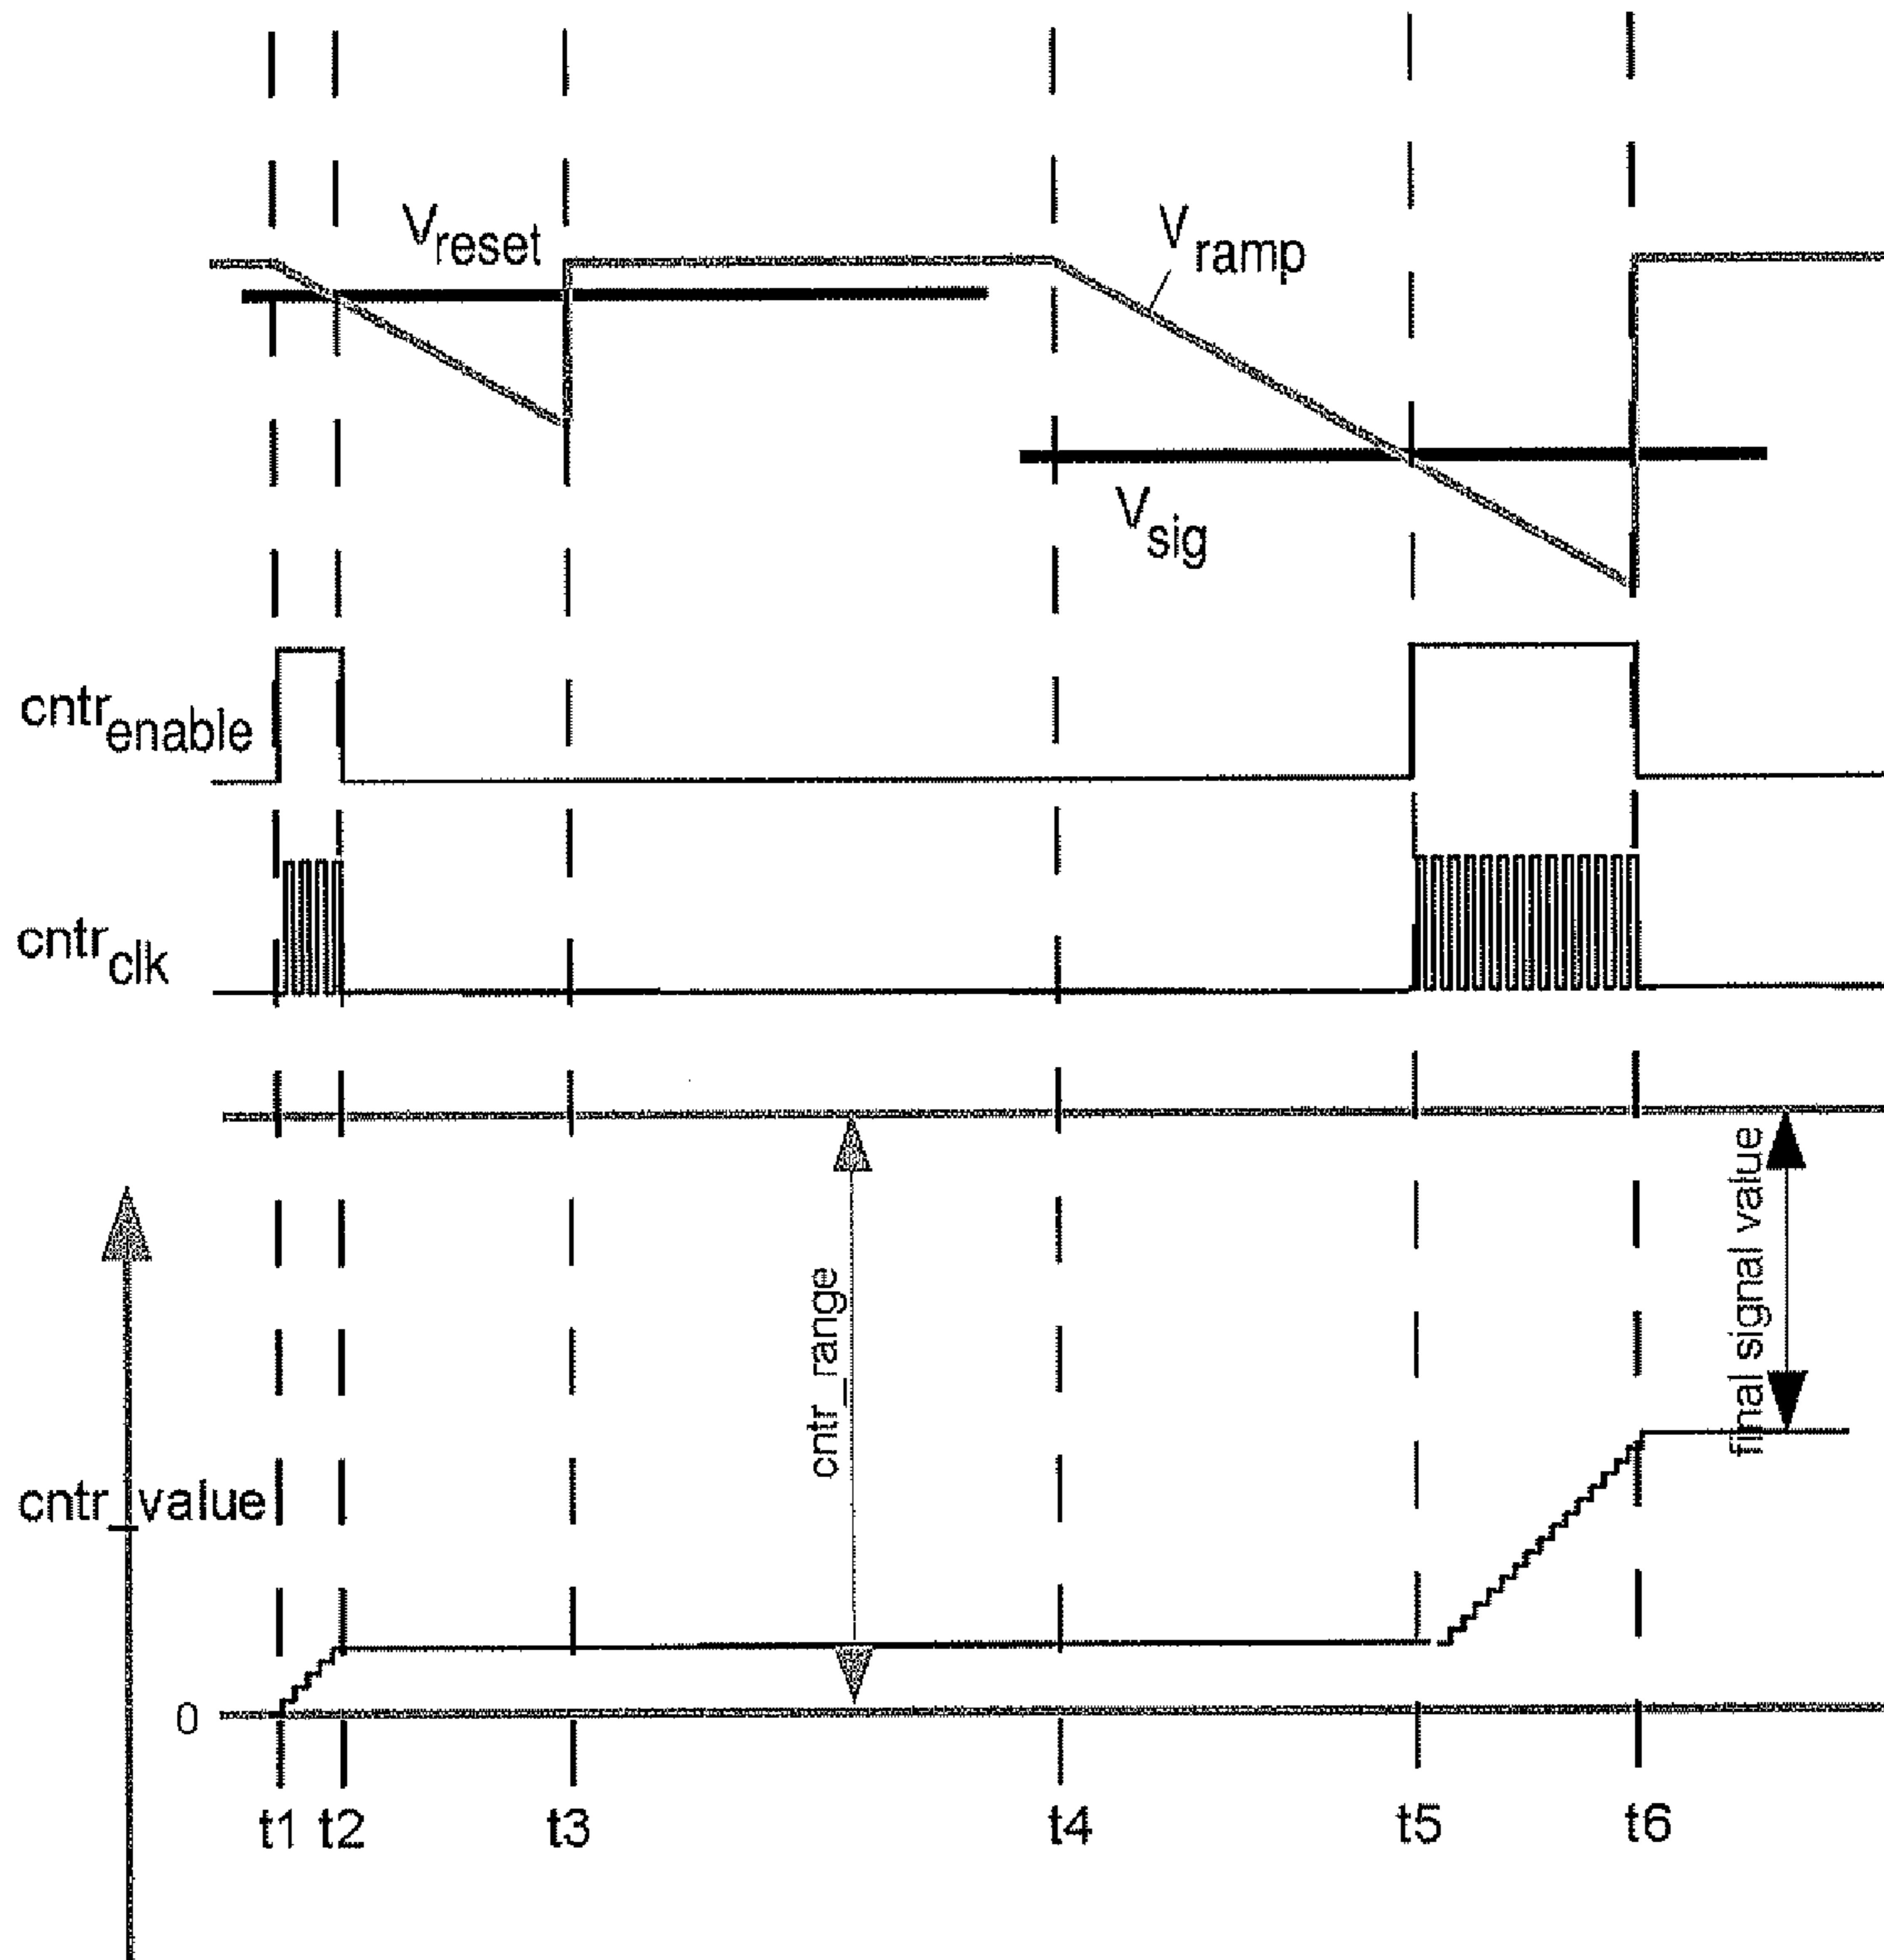 Vreset
Vramp
Vsig
cntrenable
cntrclk
cntr_range
final signal value
cntr_value
0
t1 t2 t3 t4 t5 t6